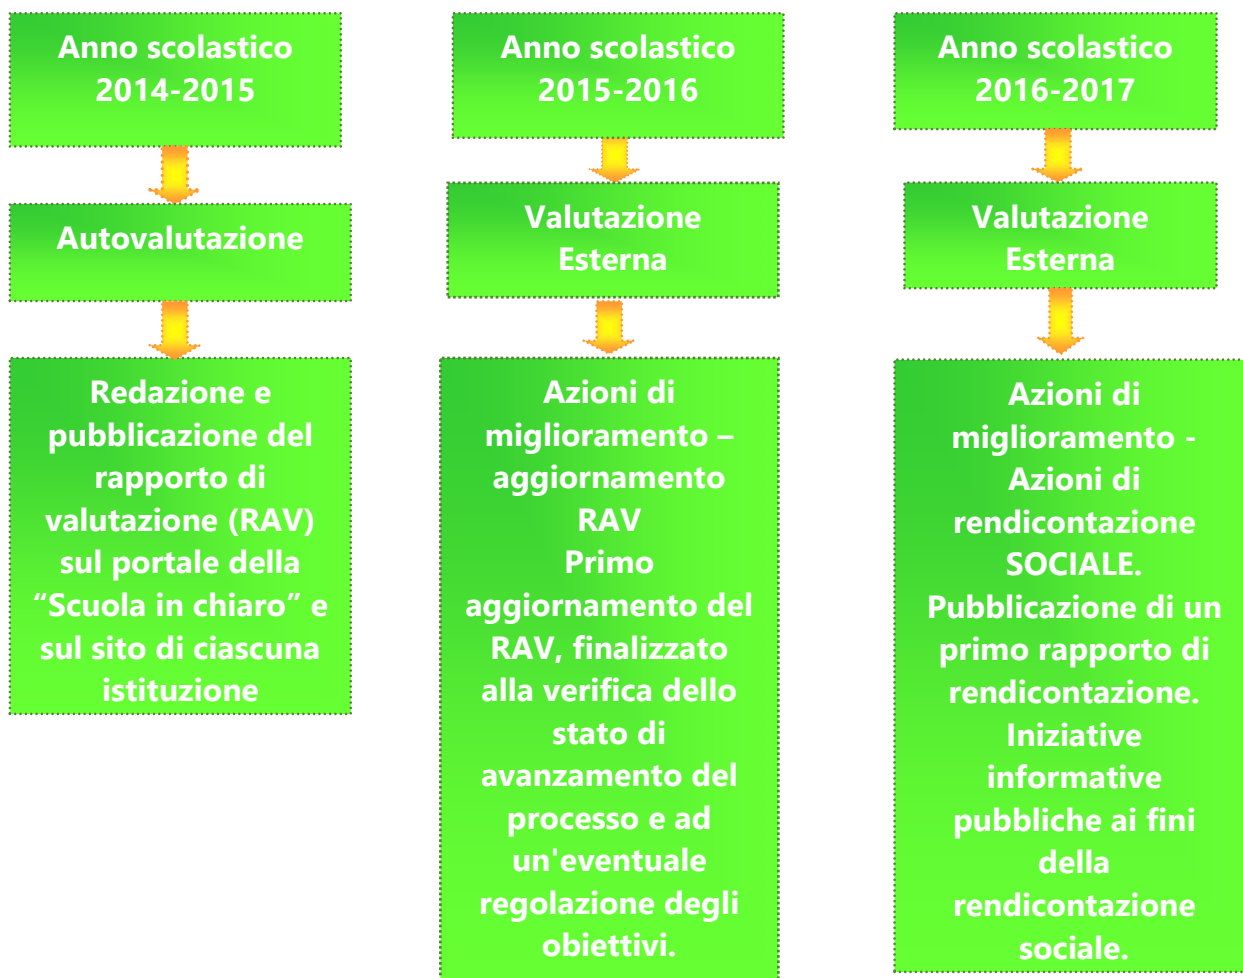 Anno scolastico
2014-2015
Autovalutazione
Redazione e
pubblicazione del
rapporto di
valutazione (RAV)
sul portale della
“Scuola in chiaro” e
sul sito di ciascuna
istituzione
Anno scolastico
2015-2016
Valutazione
Esterna
Azioni di
miglioramento –
aggiornamento
RAV
Primo
aggiornamento del
RAV, finalizzato
alla verifica dello
stato di
avanzamento del
processo e ad
un'eventuale
regolazione degli
obiettivi.
Anno scolastico
2016-2017
Valutazione
Esterna
Azioni di
miglioramento -
Azioni di
rendicontazione
SOCIALE.
Pubblicazione di un
primo rapporto di
rendicontazione.
Iniziative
informative
pubbliche ai fini
della
rendicontazione
sociale.